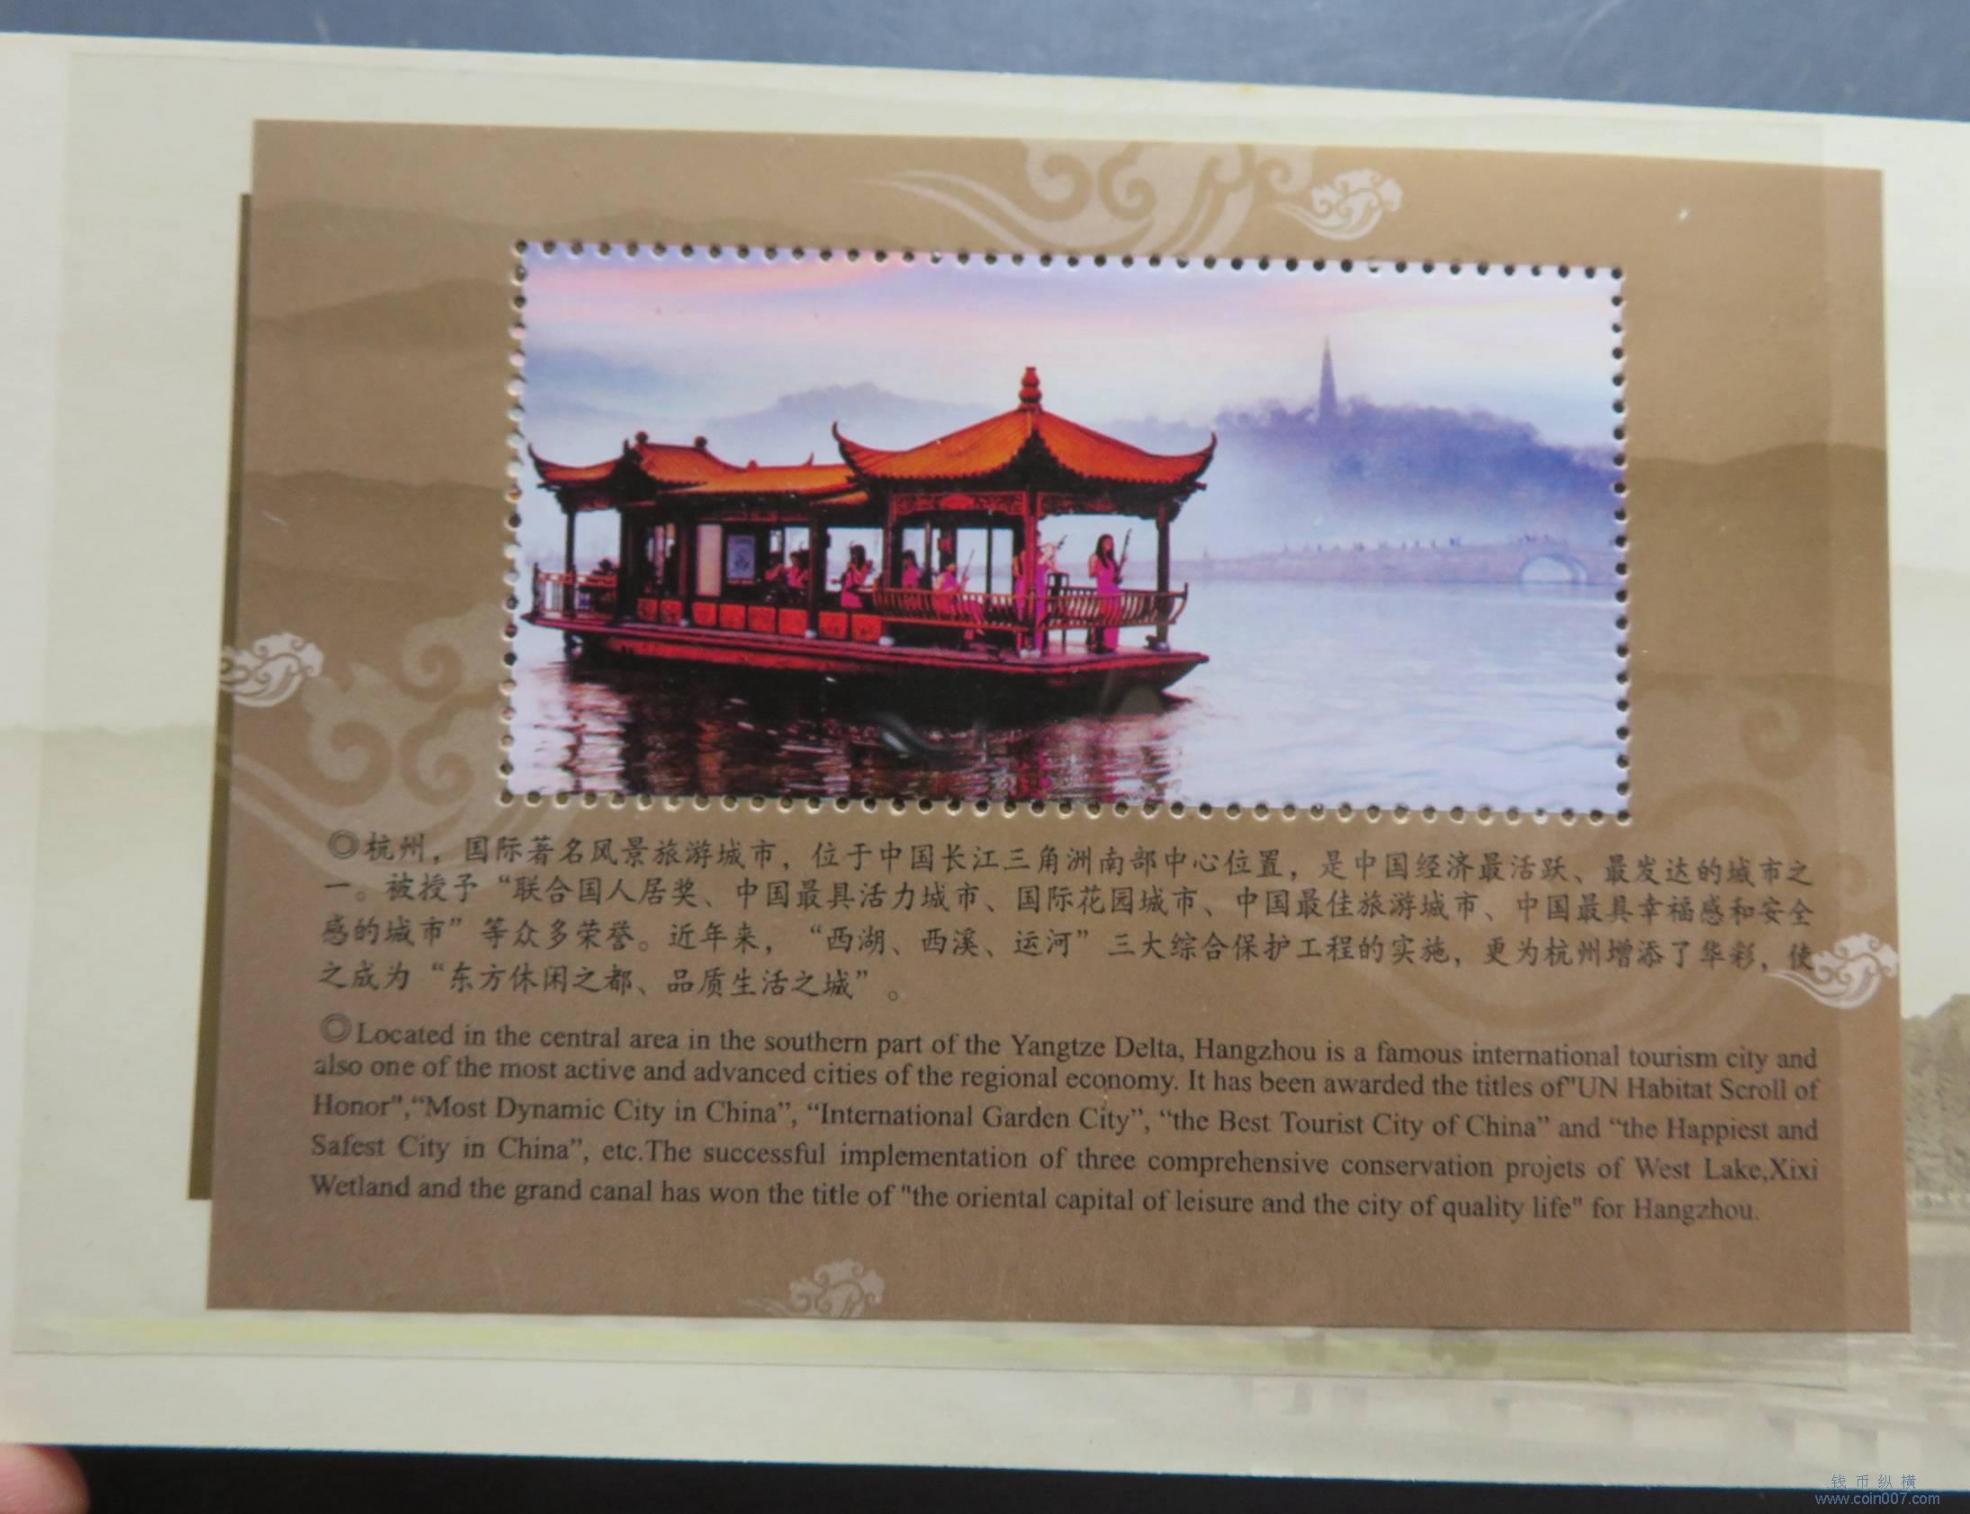 ◎杭州，国际著名风景旅游城市，位于中国长江三角洲南部中心位置，是中国经济最活跃、最发达的城市之
一。被授予“联合国人居奖、中国最具活力城市、国际花园城市、中国最佳旅游城市、中国最具幸福感和安全
感的城市”等众多荣誉。近年来，“西湖、西溪、运河”三大综合保护工程的实施，更为杭州增添了华彩，使
之成为“东方休闲之都、品质生活之城”。
◎Located in the central area in the southern part of the Yangtze Delta, Hangzhou is a famous international tourism city and
also one of the most active and advanced cities of the regional economy. It has been awarded the titles of"UN Habitat Scroll of
Honor",“Most Dynamic City in China”, “International Garden City”, “the Best Tourist City of China” and “the Happiest and
Safest City in China”, etc.The successful implementation of three comprehensive conservation projets of West Lake,Xixi
Wetland and the grand canal has won the title of "the oriental capital of leisure and the city of quality life" for Hangzhou.
钱币纵横
www.coin007.com